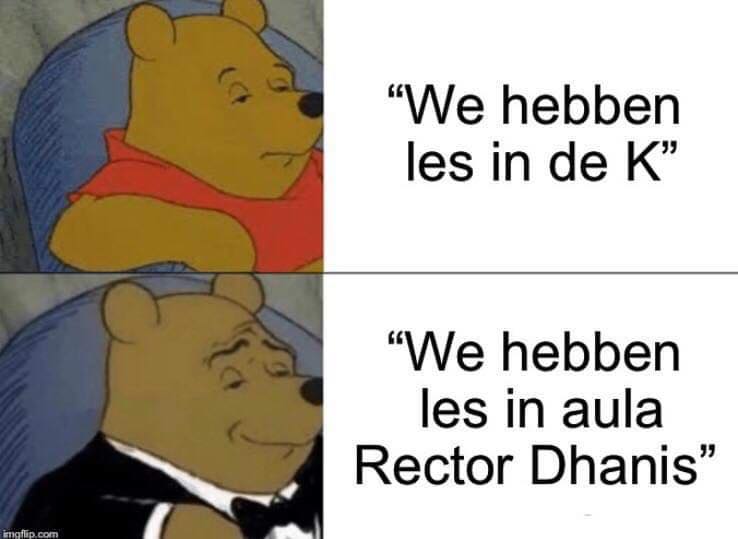 “We hebben
les in de K”
“We hebben
les in aula
Rector Dhanis”
imgflip.com